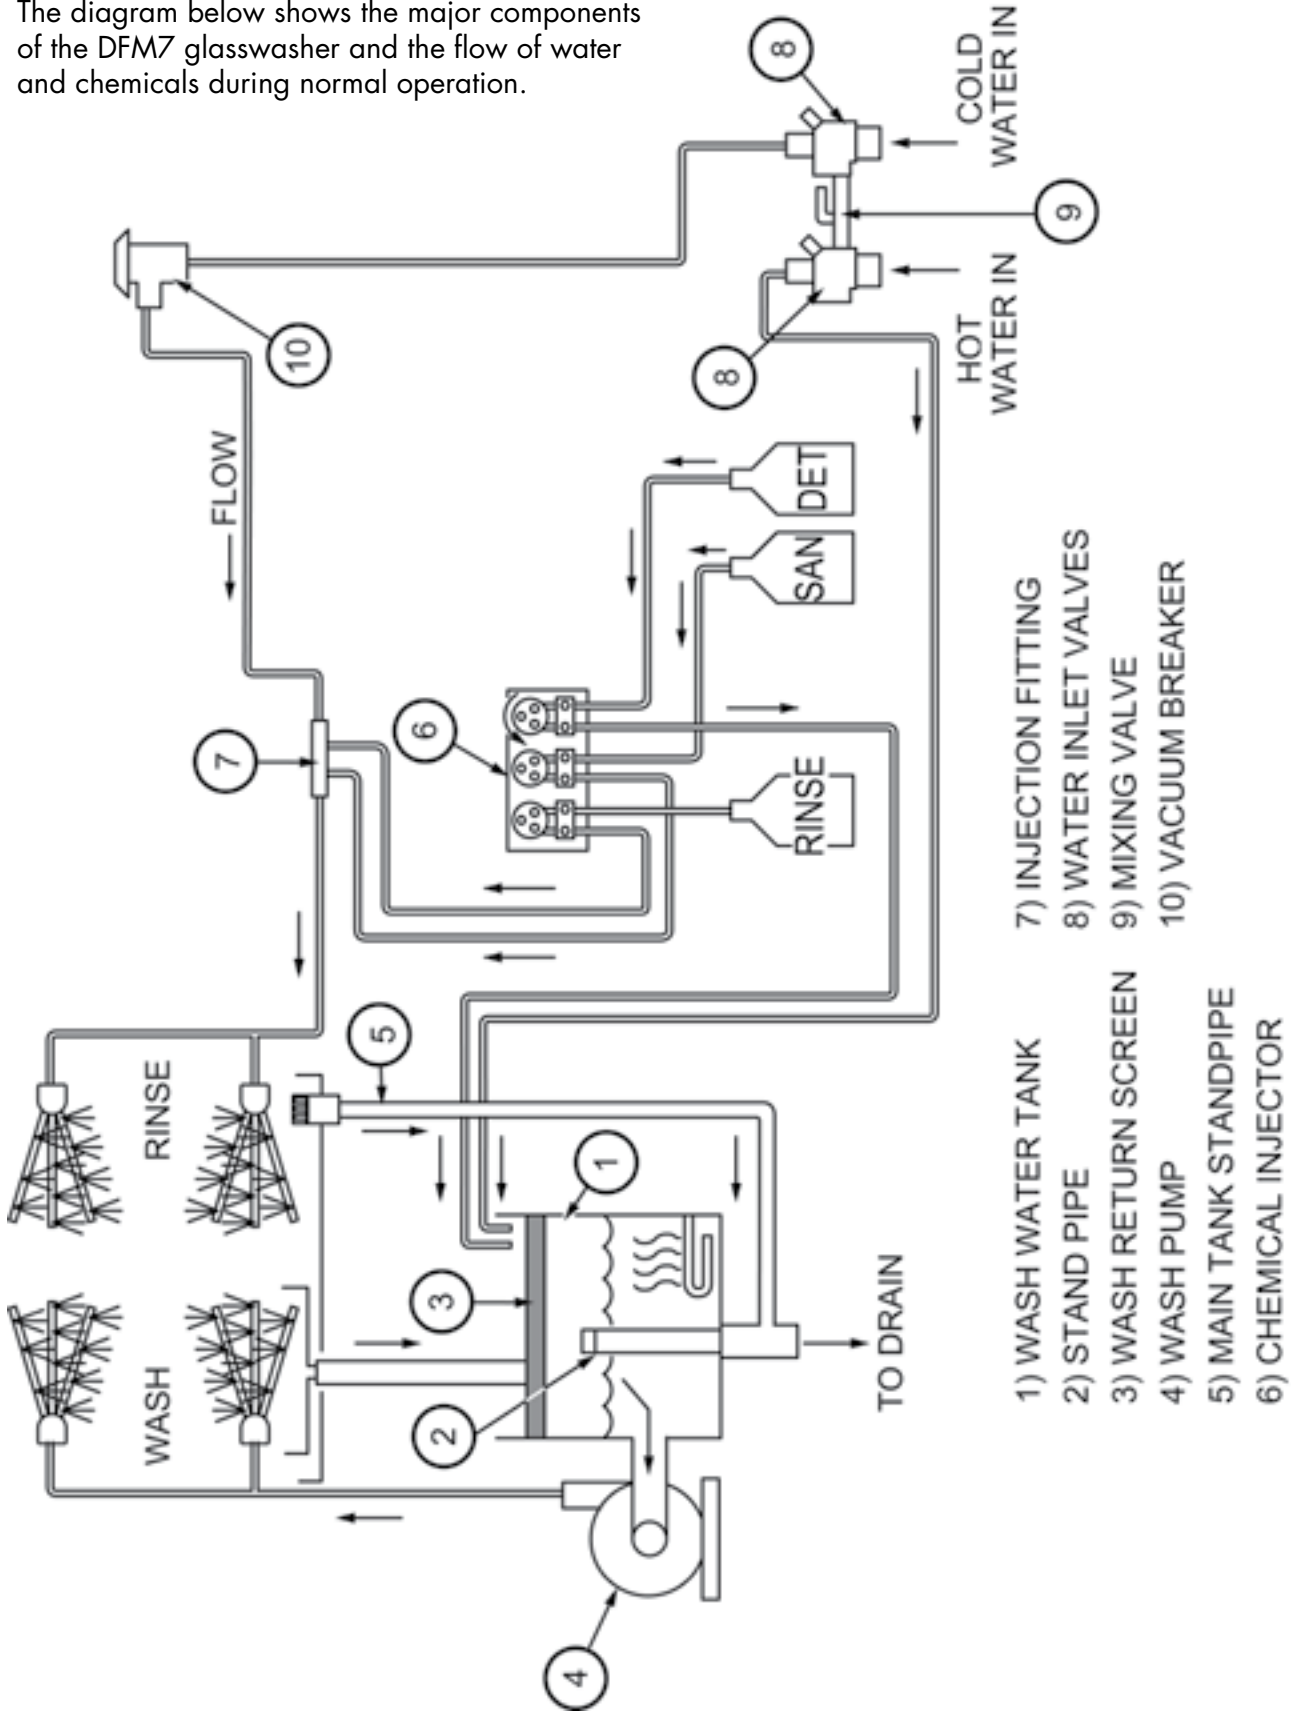 The diagram below shows the major components
of the DFM7 glasswasher and the flow of water
and chemicals during normal operation.
WASH
RINSE
4
2
3
1
5
7
6
10
8
8
9
FLOW
RINSE
SAN
DET
TO DRAIN
HOT
WATER IN
COLD
WATER IN
1) WASH WATER TANK
2) STAND PIPE
3) WASH RETURN SCREEN
4) WASH PUMP
5) MAIN TANK STANDPIPE
6) CHEMICAL INJECTOR
7) INJECTION FITTING
8) WATER INLET VALVES
9) MIXING VALVE
10) VACUUM BREAKER